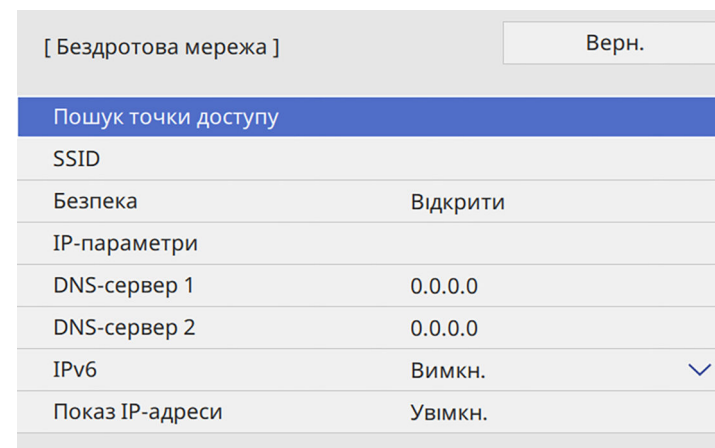 [ Бездротова мережа ]
Верн.
Пошук точки доступу
SSID
Безпека Відкрити
IP-параметри
DNS-сервер 1 0.0.0.0
DNS-сервер 2 0.0.0.0
IPv6 Вимкн.
Показ IP-адреси Увімкн.